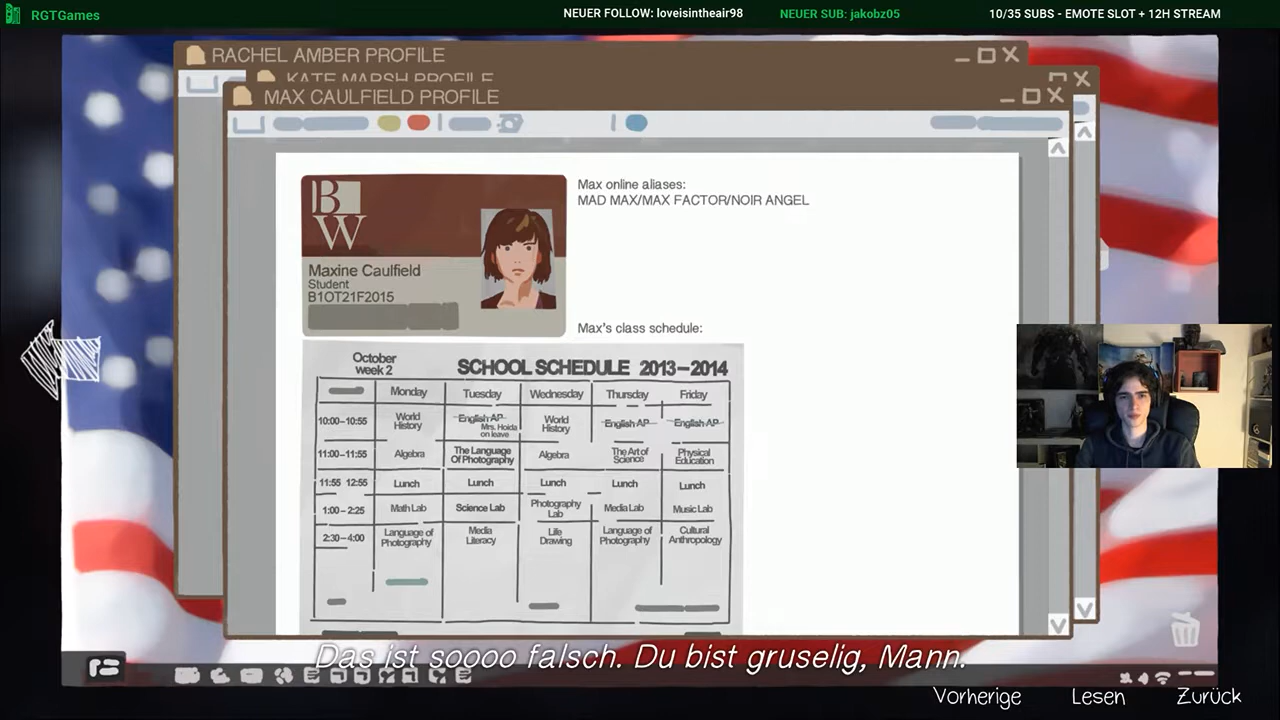 RGTGames
NEUER FOLLOW: loveisintheair98
NEUER SUB: jakobz05
10/35 SUBS - EMOTE SLOT + 12H STREAM
RACHEL AMBER PROFILE
KATE MARSH PROFILE
MAX CAULFIELD PROFILE
BW
Maxine Caulfield
Student
B1OT21F2015
Max online aliases:
MAD MAX/MAX FACTOR/NOIR ANGEL
Max's class schedule:
October week 2
SCHOOL SCHEDULE 2013-2014
Monday Tuesday Wednesday Thursday Friday
10:00-10:55 World History English AP Mrs. Hoida on leave World History English AP English AP
11:00-11:55 Algebra The Language Of Photography Algebra The Art of Science Physical Education
11:55 12:55 Lunch Lunch Lunch Lunch Lunch
1:00-2:25 Math Lab Science Lab Photography Lab Media Lab Music Lab
2:30-4:00 Language of Photography Media Literacy Life Drawing Language of Photography Cultural Anthropology
Das ist soooo falsch. Du bist gruselig, Mann.
Vorherige Lesen Zurück